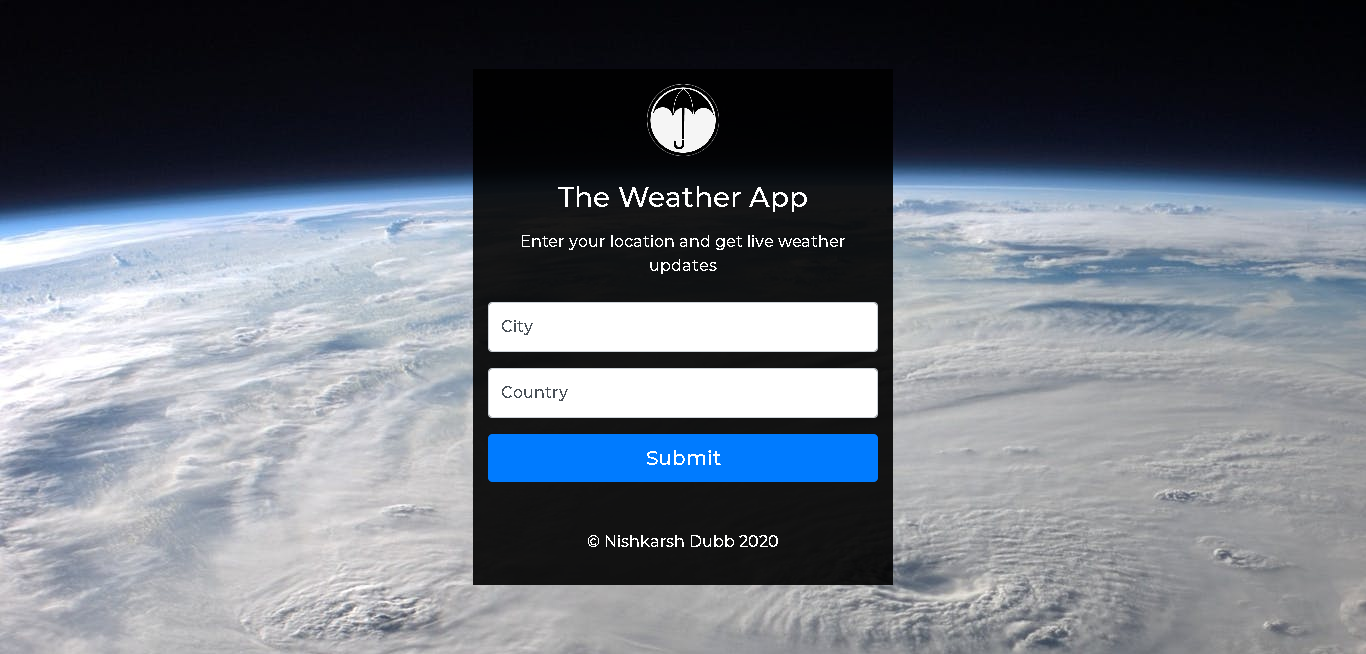 The Weather App
Enter your location and get live weather
updates
City
Country
Submit
© Nishkarsh Dubb 2020